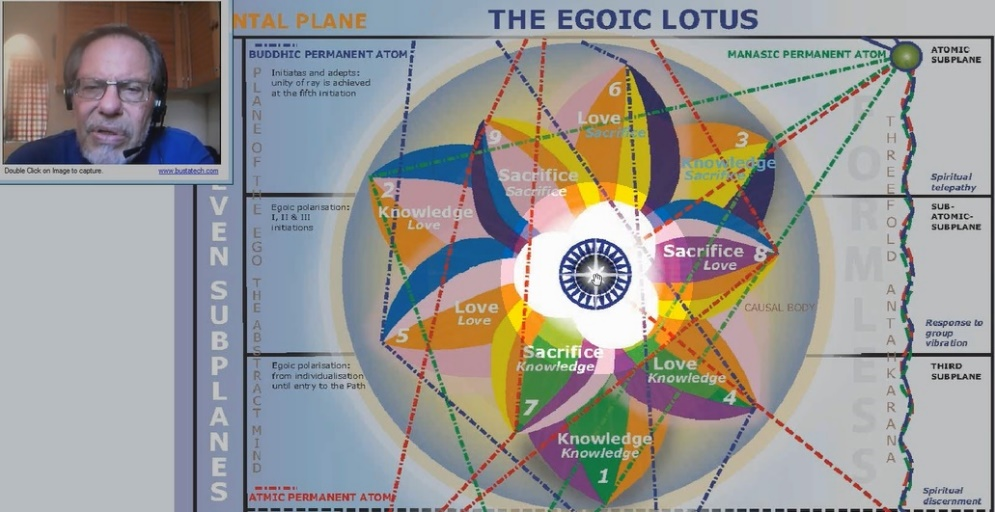 NTAL PLANE
THE EGOIC LOTUS
BUDDHIC PERMANENT ATOM
MANASIC PERMANENT ATOM
ATOMIC
SUBPLANE
Initiates and adepts:
unity of ray is achieved
at the fifth initiation
6
Love
Sacrifice
9
Sacrifice
Sacrifice
3
Knowledge
Sacrifice
Double Click on Image to capture.
www.bustatech.com
2
Knowledge
Love
Spiritual
telepathy
Egoic polarisation:
I, II & III
initiations
SUB-
ATOMIC-
SUBPLANE
Sacrifice
8
Love
CAUSAL BODY
5
Love
Love
Response to
group
vibration
Egoic polarisation:
from individualisation
until entry to the Path
Sacrifice
Knowledge
7
Love
Knowledge
4
THIRD
SUBPLANE
Knowledge
Knowledge
1
ATMIC PERMANENT ATOM
Spiritual
discernment
EVEN SUBPLANES
PLANE OF THE EGO THE ABSTRACT MIND
FORMLESS
THREEFOLD ANTAHKARANA